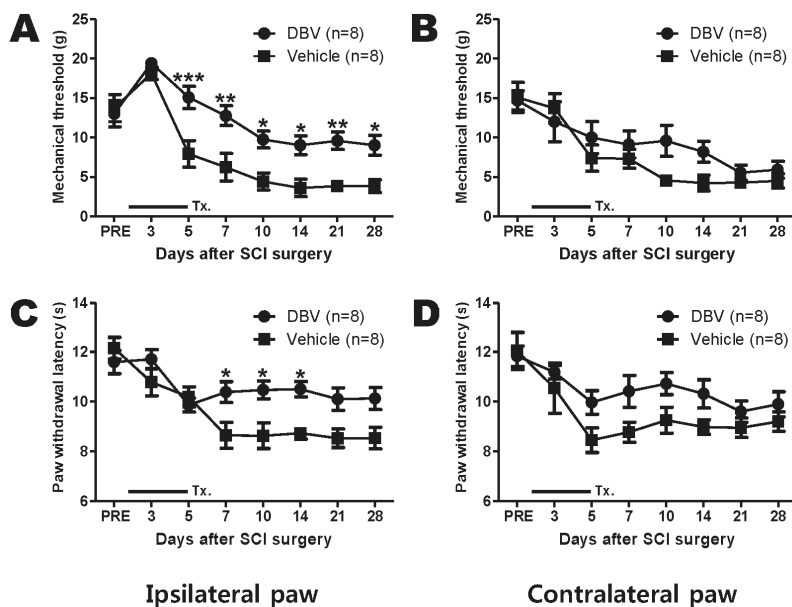 A
Mechanical threshold (g)
25
20
15
10
5
0
DBV (n=8)
Vehicle (n=8)
***
**
*
*
**
*
Tx.
PRE 3 5 7 10 14 21 28
Days after SCI surgery
B
Mechanical threshold (g)
25
20
15
10
5
0
DBV (n=8)
Vehicle (n=8)
Tx.
PRE 3 5 7 10 14 21 28
Days after SCI surgery
C
Paw withdrawal latency (s)
14
12
10
8
6
DBV (n=8)
Vehicle (n=8)
*
*
*
Tx.
PRE 3 5 7 10 14 21 28
Days after SCI surgery
D
Paw withdrawal latency (s)
14
12
10
8
6
DBV (n=8)
Vehicle (n=8)
Tx.
PRE 3 5 7 10 14 21 28
Days after SCI surgery
Ipsilateral paw
Contralateral paw